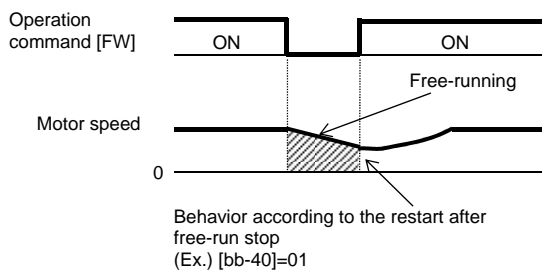 Operation
command [FW]
ON
ON
Free-running
Motor speed
0
Behavior according to the restart after
free-run stop
(Ex.) [bb-40]=01